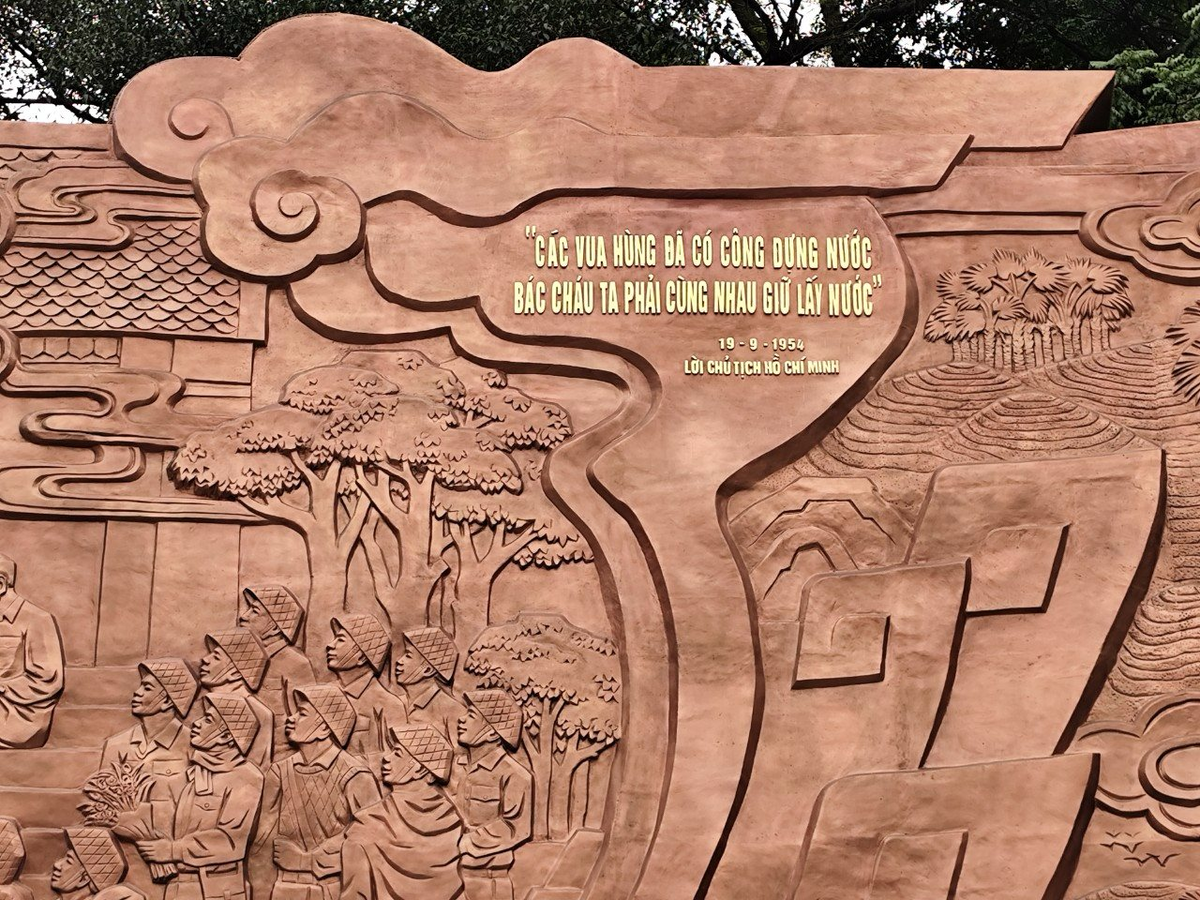 "CÁC VUA HÙNG ĐÃ CÓ CÔNG DỰNG NƯỚC
BÁC CHÁU TA PHẢI CÙNG NHAU GIỮ LẤY NƯỚC"
19-9-1954
LỜI CHỦ TỊCH HỒ CHÍ MINH